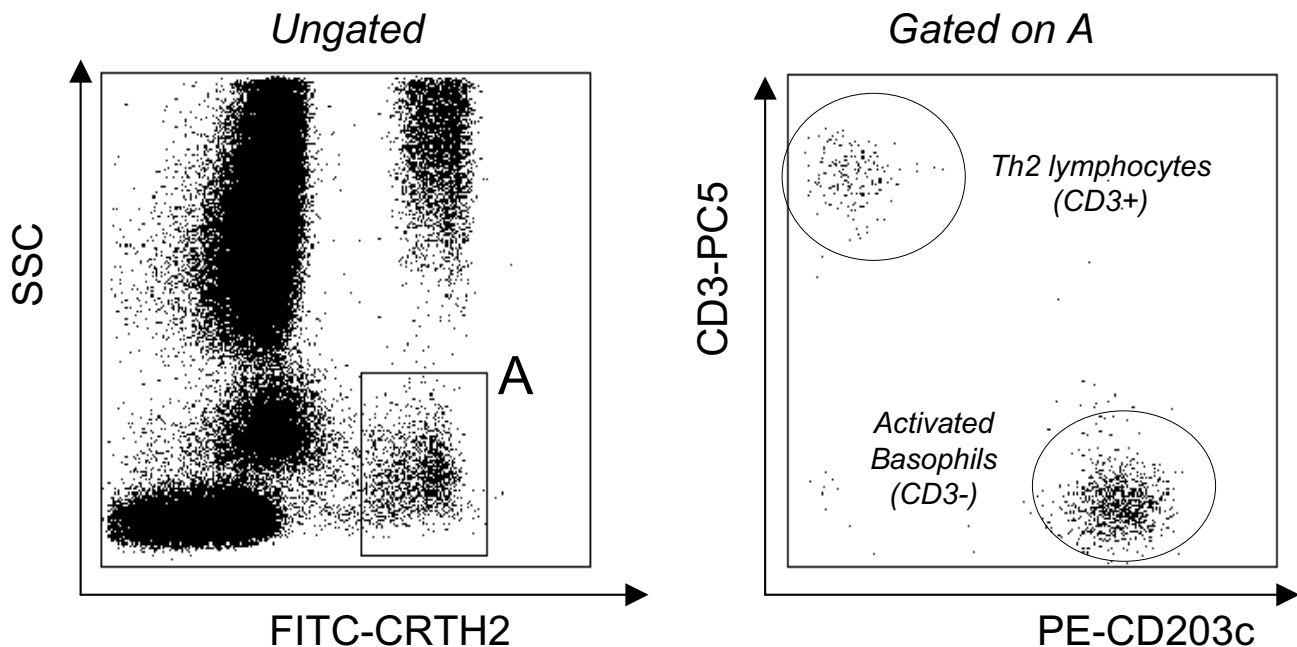 Ungated
Gated on A
SSC
A
FITC-CRTH2
CD3-PC5
Th2 lymphocytes
(CD3+)
Activated
Basophils
(CD3-)
PE-CD203c